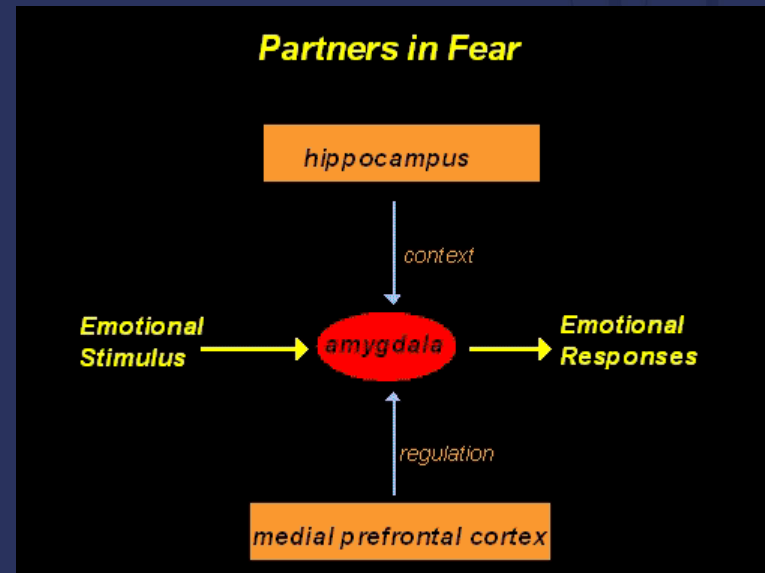 Partners in Fear
hippocampus
context
Emotional
Stimulus
amygdala
Emotional
Responses
regulation
medial prefrontal cortex